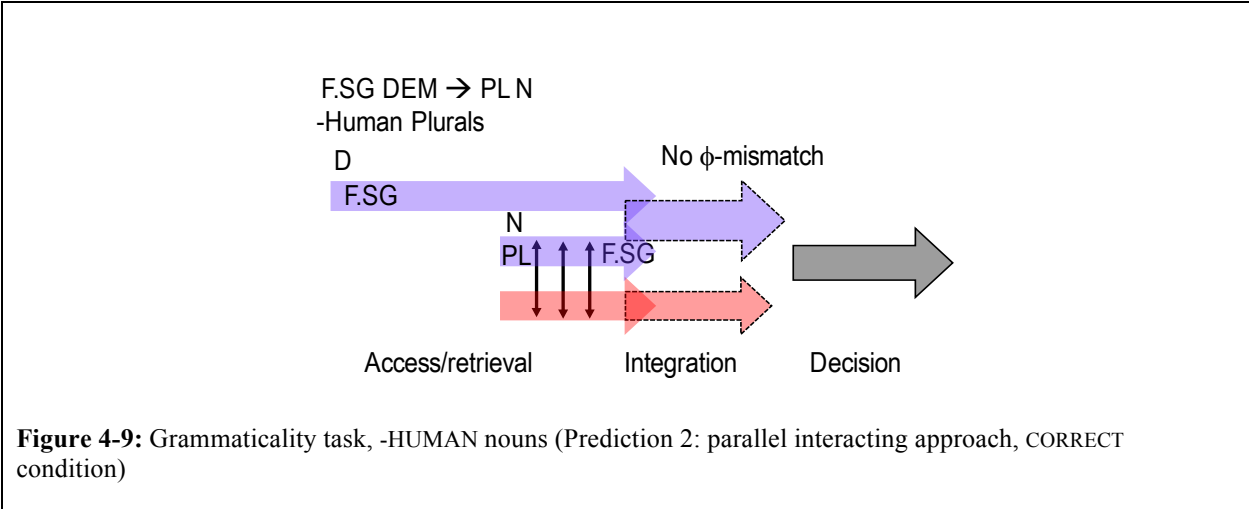 F.SG DEM → PL N
-Human Plurals
D
No ϕ-mismatch
F.SG
N
PL F.SG
Access/retrieval Integration Decision
Figure 4-9: Grammaticality task, -HUMAN nouns (Prediction 2: parallel interacting approach, CORRECT
condition)